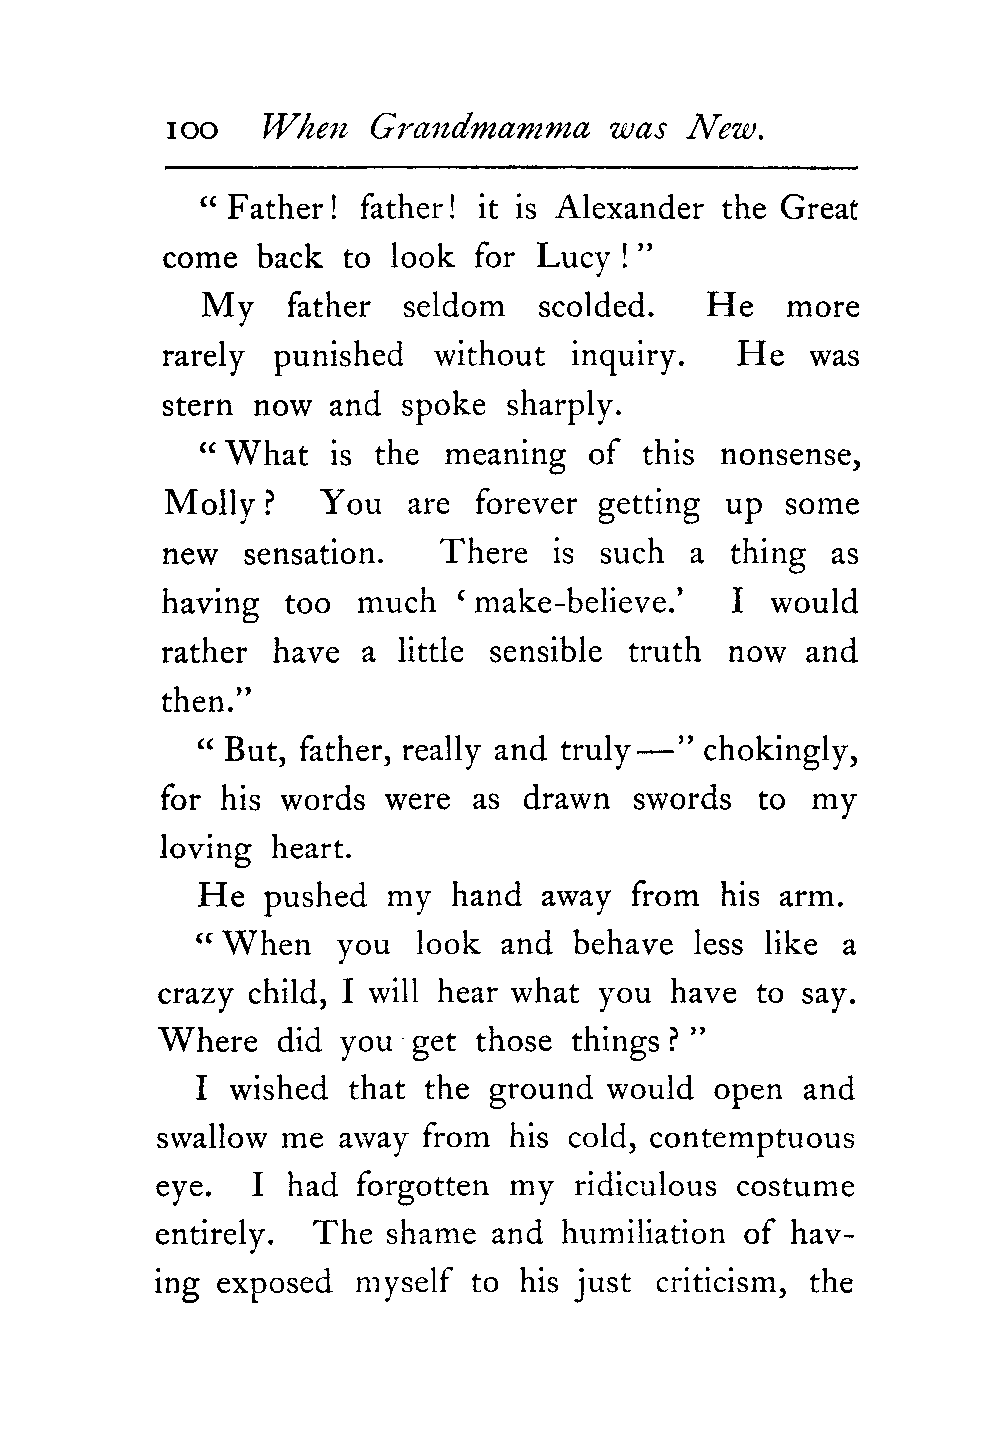 100 When Grandmamma was New.
“ Father! father! it is Alexander the Great
come back to look for Lucy ! ”
My father seldom scolded. He more
rarely punished without inquiry. He was
stern now and spoke sharply.
“ What is the meaning of this nonsense,
Molly ? You are forever getting up some
new sensation. There is such a thing as
having too much ‘ make-believe.’ I would
rather have a little sensible truth now and
then.”
“ But, father, really and truly—” chokingly,
for his words were as drawn swords to my
loving heart.
He pushed my hand away from his arm.
“ When you look and behave less like a
crazy child, I will hear what you have to say.
Where did you get those things ? ”
I wished that the ground would open and
swallow me away from his cold, contemptuous
eye. I had forgotten my ridiculous costume
entirely. The shame and humiliation of hav-
ing exposed myself to his just criticism, the